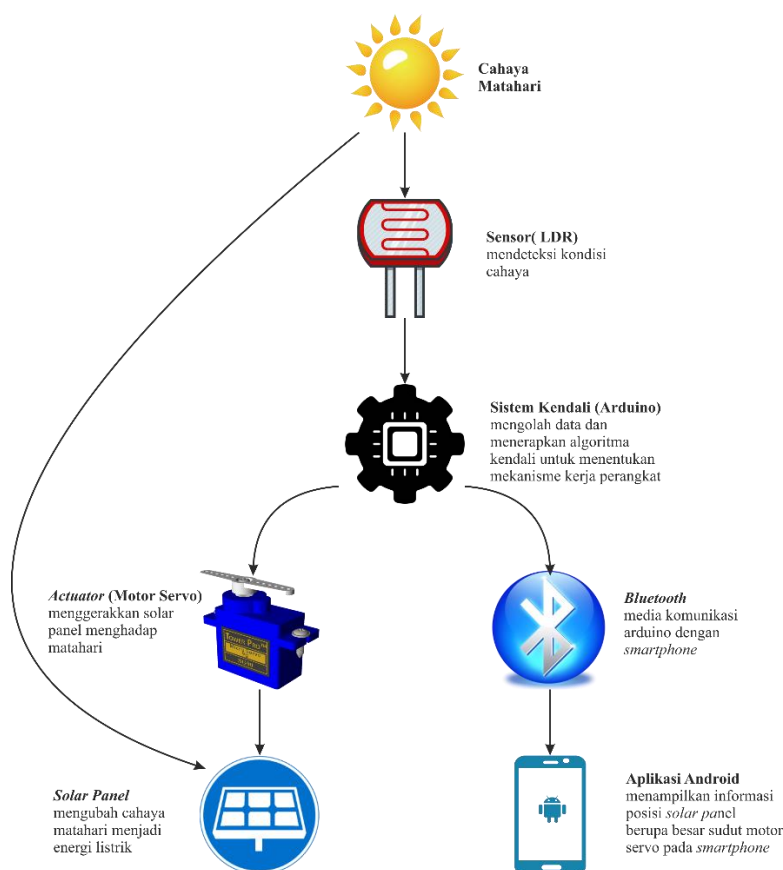 Cahaya
Matahari
Sensor( LDR)
mendeteksi kondisi
cahaya
Sistem Kendali (Arduino)
mengolah data dan
menerapkan algoritma
kendali untuk menentukan
mekanisme kerja perangkat
Actuator (Motor Servo)
menggerakkan solar
panel menghadap
matahari
TOWER PRO
Bluetooth
media komunikasi
arduino dengan
smartphone
Solar Panel
mengubah cahaya
matahari menjadi
energi listrik
Aplikasi Android
menampilkan informasi
posisi solar panel
berupa besar sudut motor
servo pada smartphone